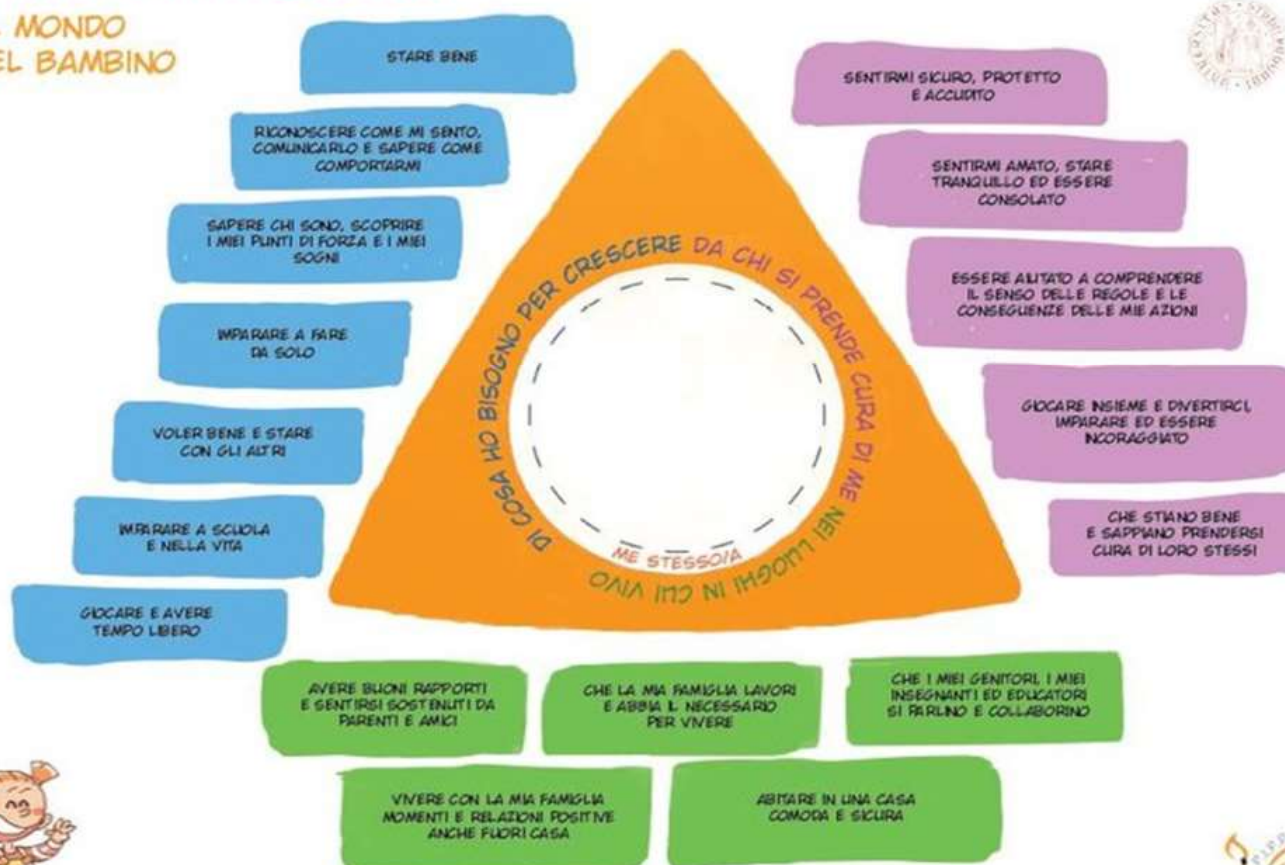 MONDO
EL BAMBINO
STARE BENE
RICONOSCERE COME MI SENTO,
COMUNICARLO E SAPERE COME
COMPORTARMI
SAPERE CHI SONO, SCOPRIRE
I MIEI PUNTI DI FORZA E I MIEI
SOGNI
IMPARARE A FARE
DA SOLO
VOLER BENE E STARE
CON GLI ALTRI
IMPARARE A SCUOLA
E NELLA VITA
GIOCARE E AVERE
TEMPO LIBERO
DI COSA HO BISOGNO PER CRESCERE
DA CHI SI PRENDE CURA DI ME
NEI LUOGHI IN CUI VIVO
ME STESSO/A
SENTIRMI SICURO, PROTETTO
E ACCUDITO
SENTIRMI AMATO, STARE
TRANQUILLO ED ESSERE
CONSOLATO
ESSERE AIUTATO A COMPRENDERE
IL SENSO DELLE REGOLE E LE
CONSEGUENZE DELLE MIE AZIONI
GIOCARE INSIEME E DIVERTIRCI,
IMPARARE ED ESSERE
INCORAGGIATO
CHE STIANO BENE
E SAPPIANO PRENDERSI
CURA DI LORO STESSI
AVERE BUONI RAPPORTI
E SENTIRSI SOSTENUTI DA
PARENTI E AMICI
CHE LA MIA FAMIGLIA LAVORI
E ABBIA IL NECESSARIO
PER VIVERE
CHE I MIEI GENITORI, I MIEI
INSEGNANTI ED EDUCATORI
SI PARLINO E COLLABORINO
VIVERE CON LA MIA FAMIGLIA
MOMENTI E RELAZIONI POSITIVE
ANCHE FUORI CASA
ABITARE IN UNA CASA
COMODA E SICURA